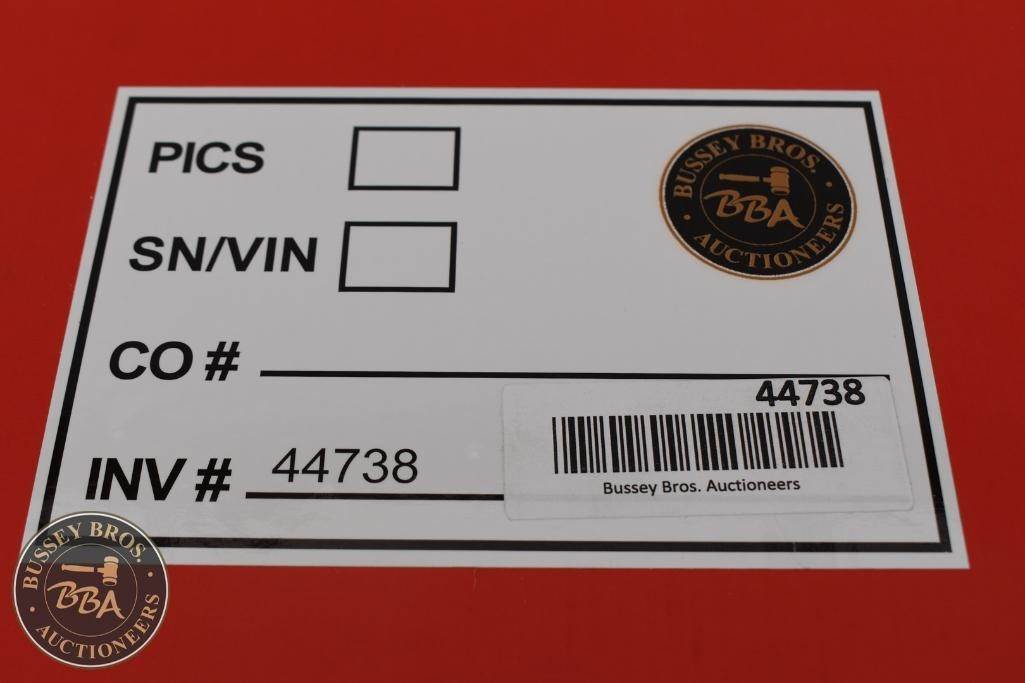 PICS
BUSSEY BROS.
BBA
AUCTIONEERS
SN/VIN
CO #
44738
INV # 44738
Bussey Bros. Auctioneers
BUSSEY BROS.
BBA
AUCTIONEERS